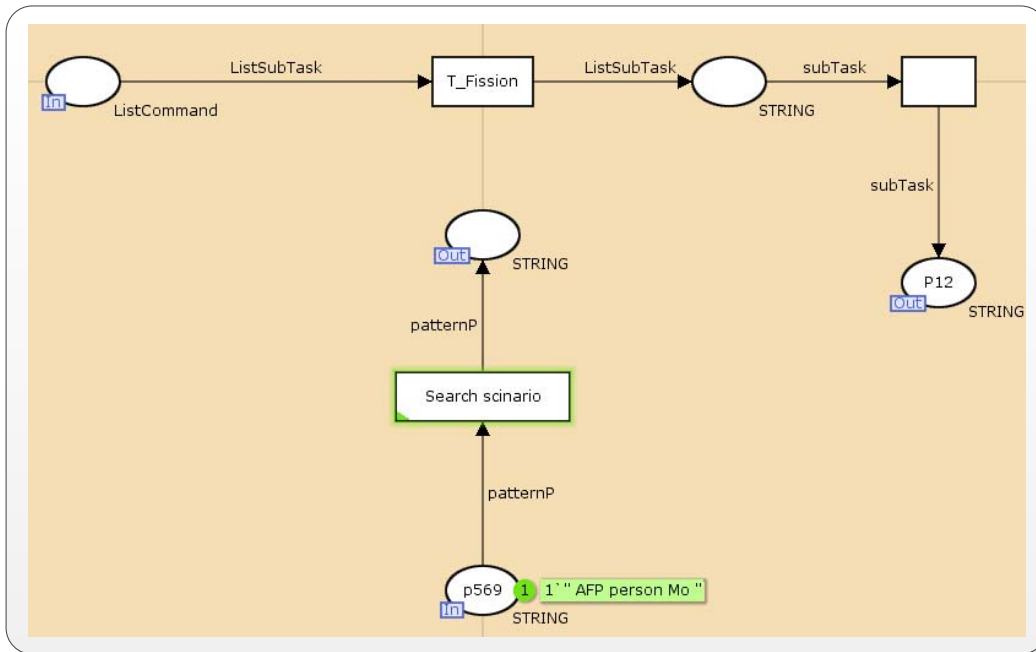 ListSubTask
T_Fission
ListSubTask
subTask
In
ListCommand
STRING
subTask
Out
STRING
P12
Out
STRING
patternP
Search scinario
patternP
p569
1
1`" AFP person Mo "
In
STRING